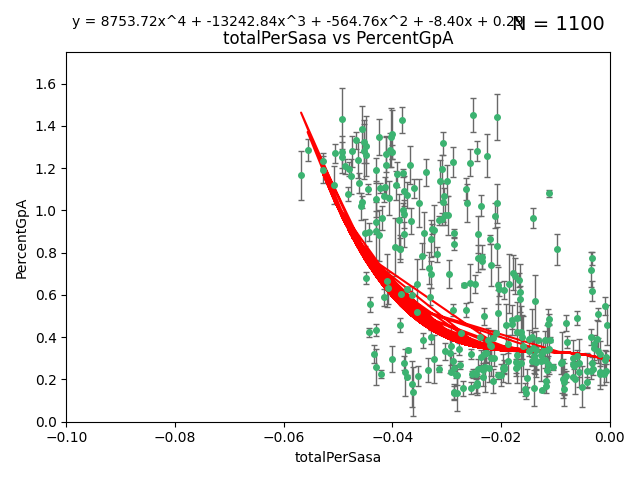 y = 8753.72x^4 + -13242.84x^3 + -564.76x^2 + -8.40x + 0.29
N = 1100
totalPerSasa vs PercentGpA
PercentGpA
1.6
1.4
1.2
1.0
0.8
0.6
0.4
0.2
0.0
−0.10 −0.08 −0.06 −0.04 −0.02 0.00
totalPerSasa